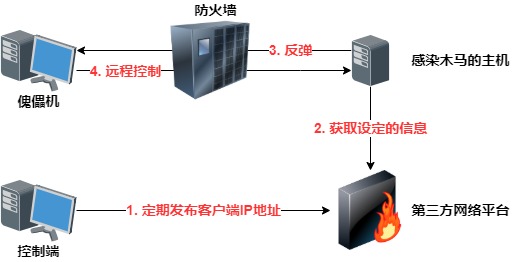 防火墙
3. 反弹
4. 远程控制
感染木马的主机
傀儡机
2. 获取设定的信息
1. 定期发布客户端IP地址
第三方网络平台
控制端